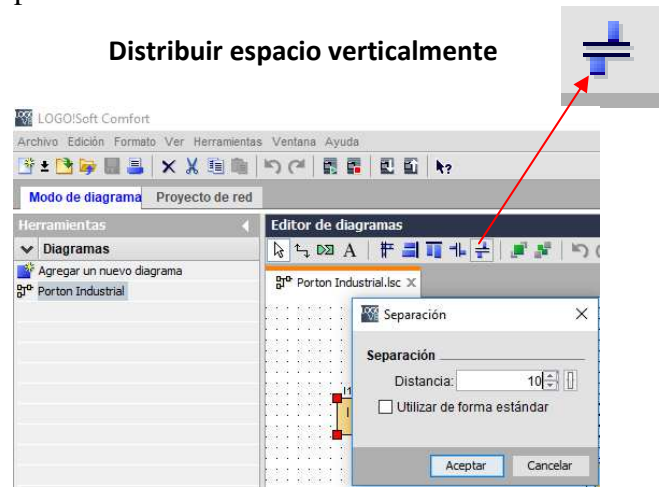 Distribuir espacio verticalmente
LOGO!Soft Comfort
Archivo Edición Formato Ver Herramientas Ventana Ayuda
Modo de diagrama Proyecto de red
Herramientas Editor de diagramas
Diagramas
A
Agregar un nuevo diagrama
Porton Industrial
Porton Industrial.lsc
Separación
Separación
Distancia: 10
I1
Utilizar de forma estándar
Aceptar Cancelar